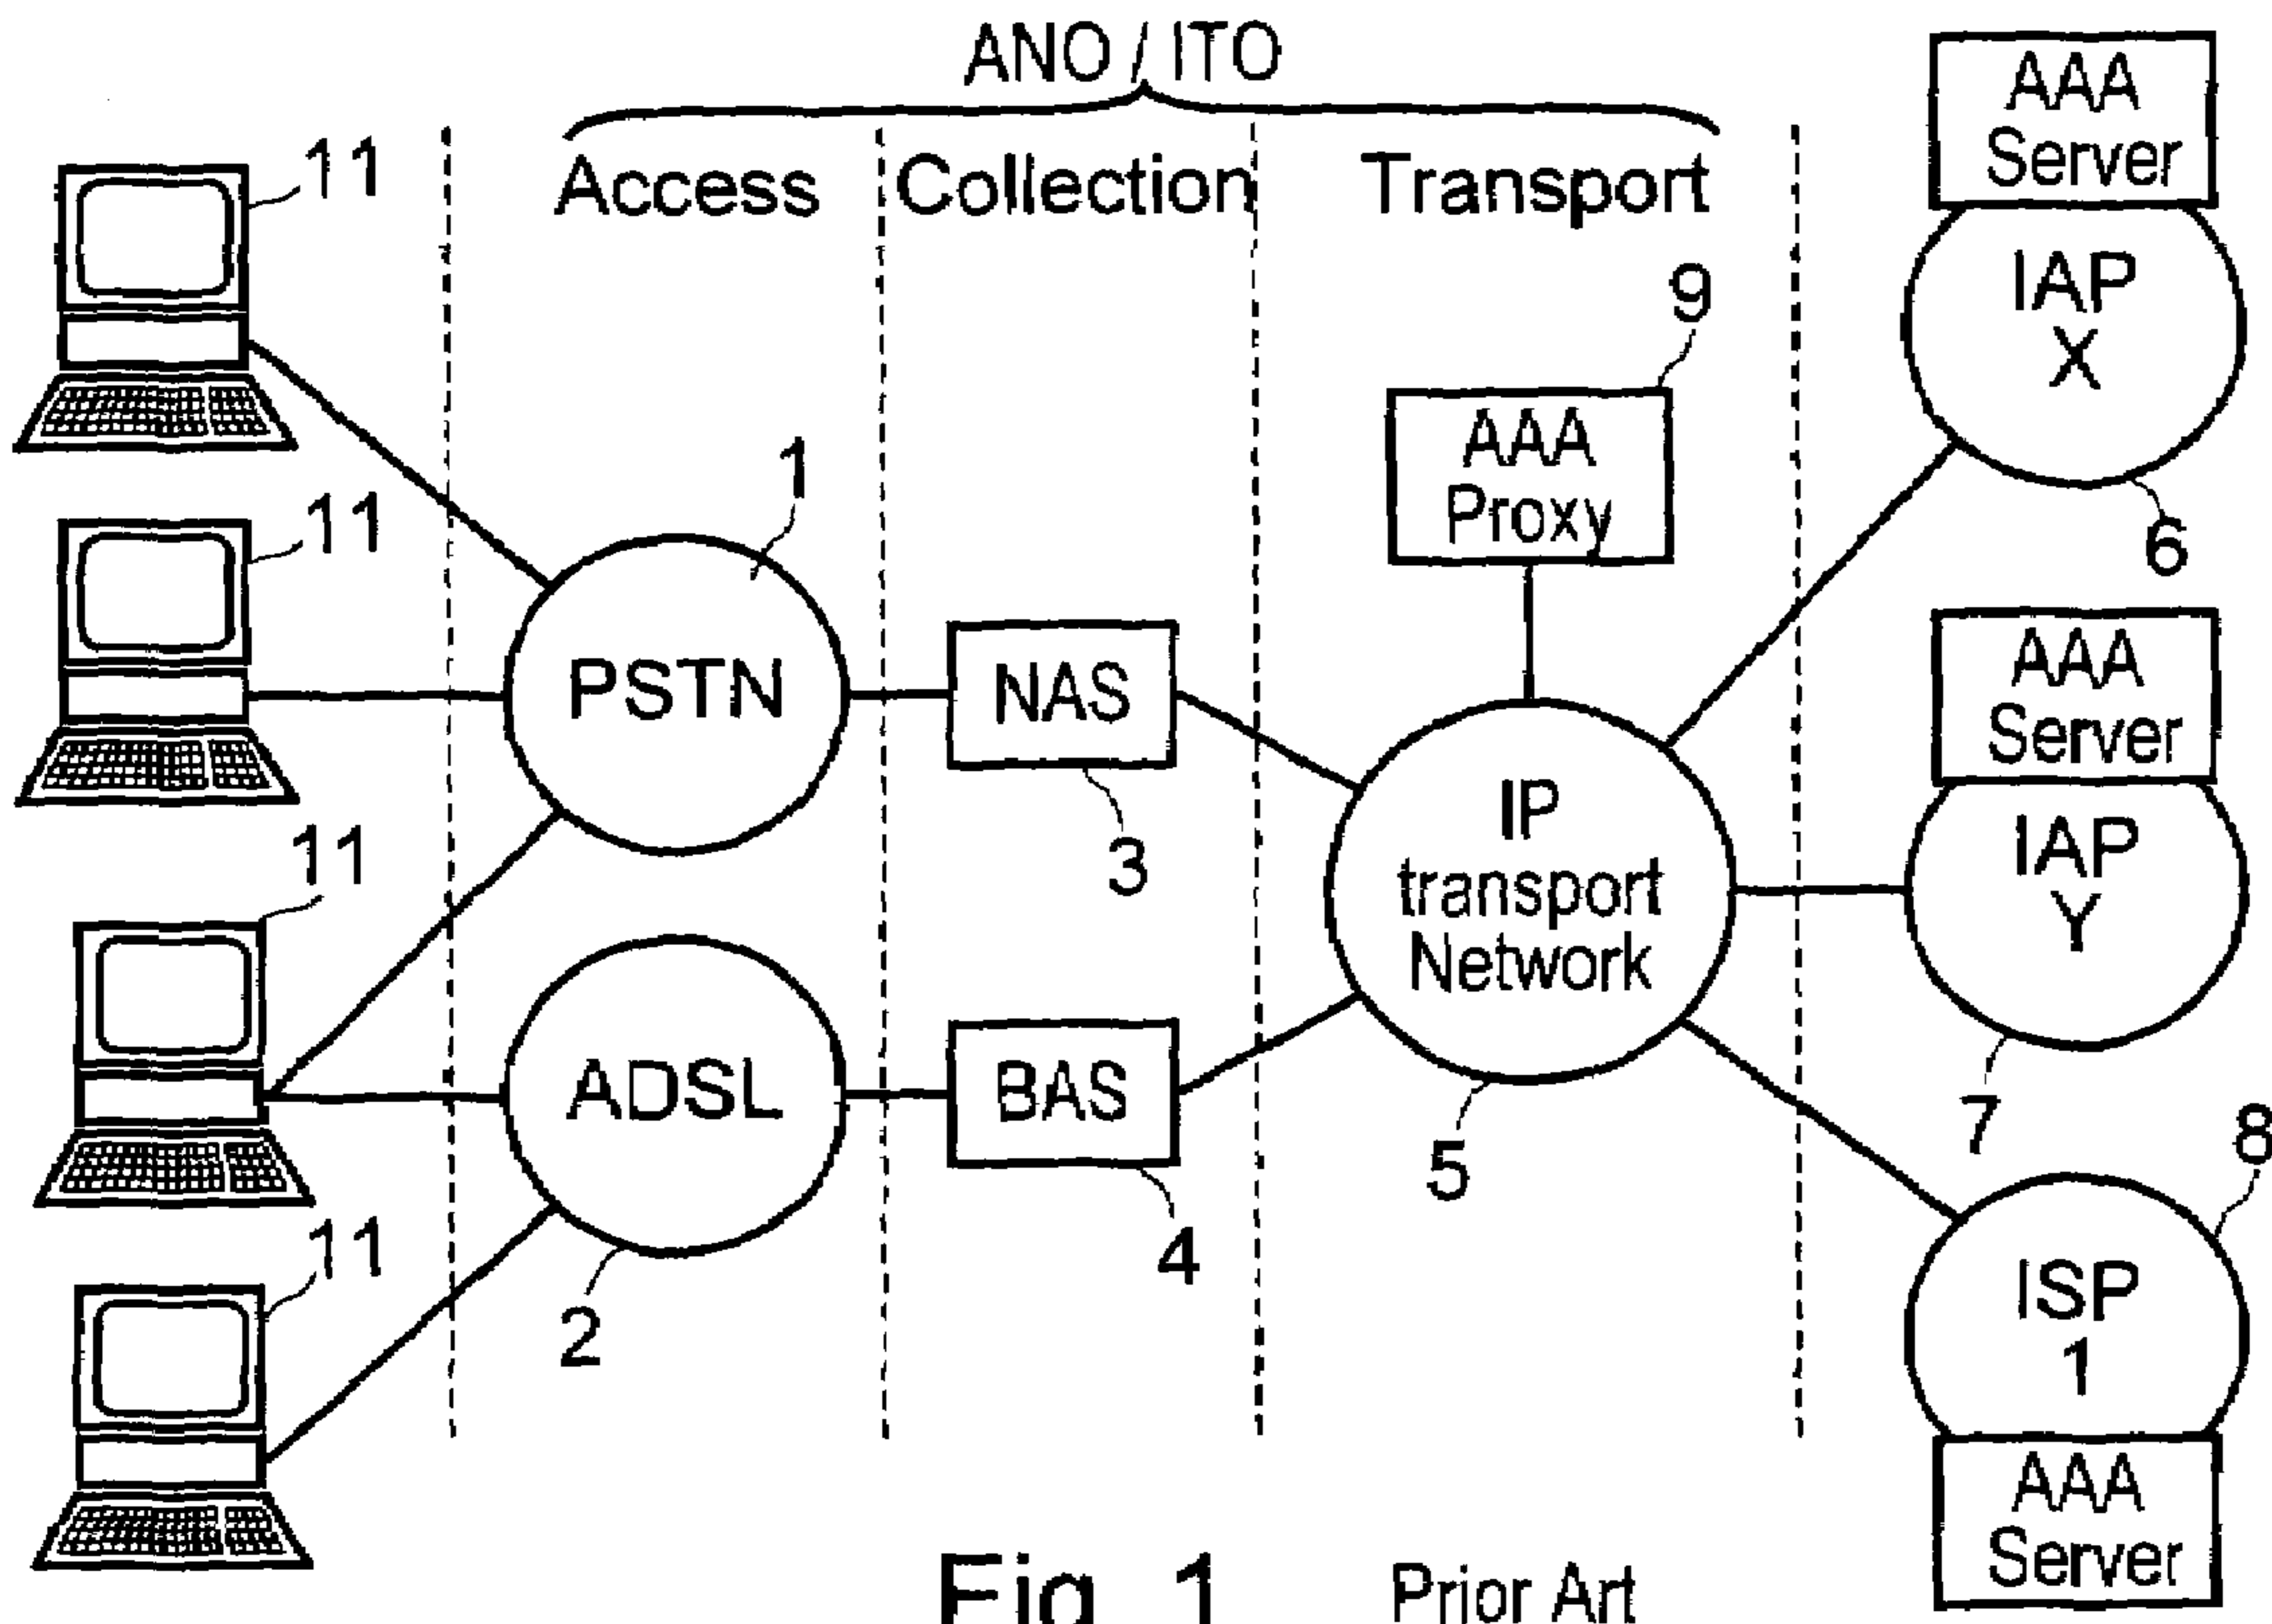 ANO / ITO
Access
Collection
Transport
11
11
11
11
1
PSTN
ADSL
2
NAS
3
BAS
4
9
AAA
Proxy
IP
transport
Network
5
AAA
Server
IAP
X
6
AAA
Server
IAP
Y
7
8
ISP
1
AAA
Server
Fig. 1
Prior Art